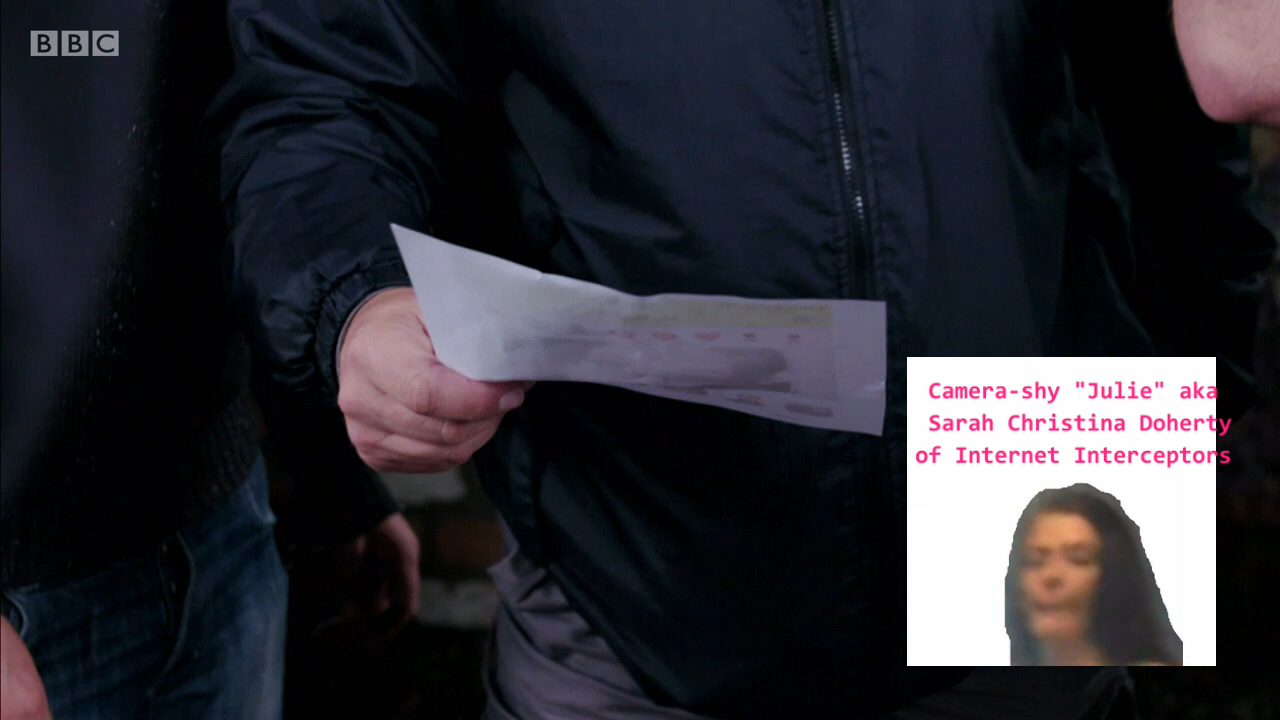 BBC
Camera-shy "Julie" aka
Sarah Christina Doherty
of Internet Interceptors